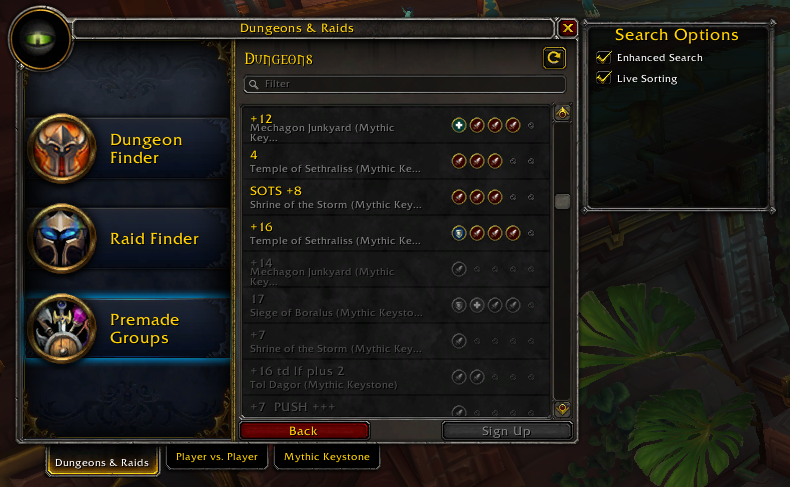 Dungeons & Raids
Search Options
Enhanced Search
Live Sorting
Dungeons
Filter
Dungeon
Finder
Raid Finder
Premade
Groups
+12
Mechagon Junkyard (Mythic
Key...
4
Temple of Sethraliss (Mythic Ke...
SOTS +8
Shrine of the Storm (Mythic Key...
+16
Temple of Sethraliss (Mythic Ke...
+14
Mechagon Junkyard (Mythic
Key...
17
Siege of Boralus (Mythic Keysto...
+7
Shrine of the Storm (Mythic Key...
+16 td lf plus 2
Tol Dagor (Mythic Keystone)
+7 PUSH +++
Back
Sign Up
Dungeons & Raids
Player vs. Player
Mythic Keystone